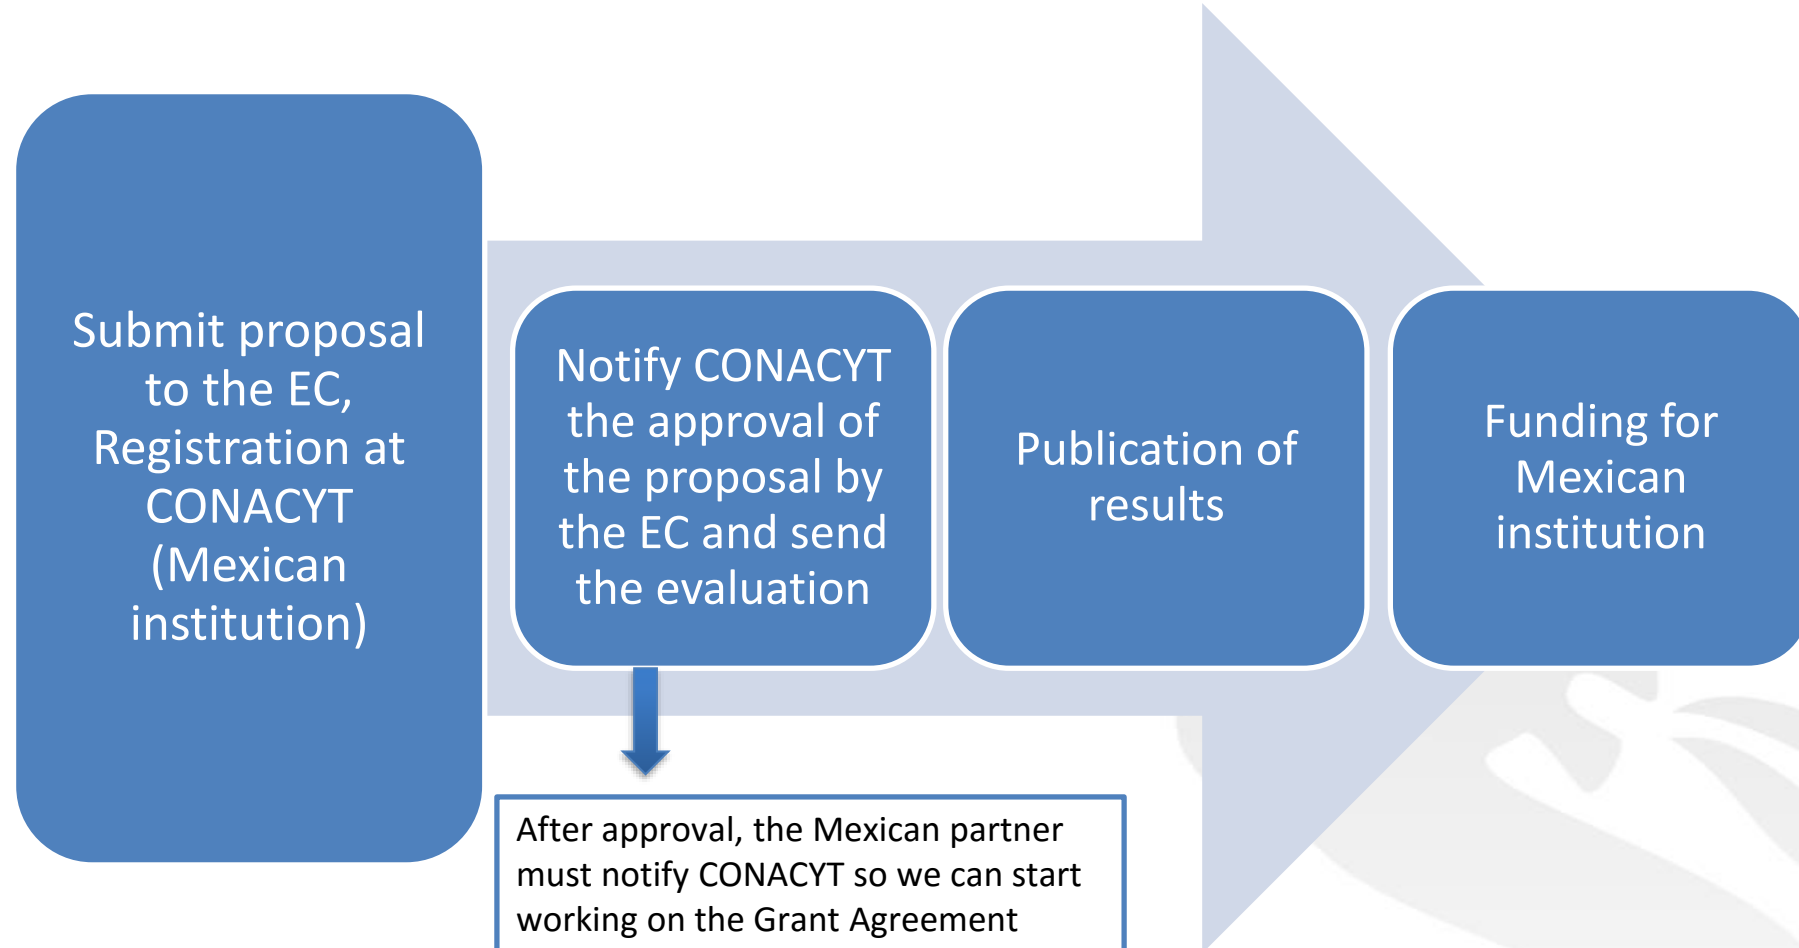 Submit proposal
to the EC,
Registration at
CONACYT
(Mexican
institution)
Notify CONACYT
the approval of
the proposal by
the EC and send
the evaluation
Publication of
results
Funding for
Mexican
institution
After approval, the Mexican partner
must notify CONACYT so we can start
working on the Grant Agreement